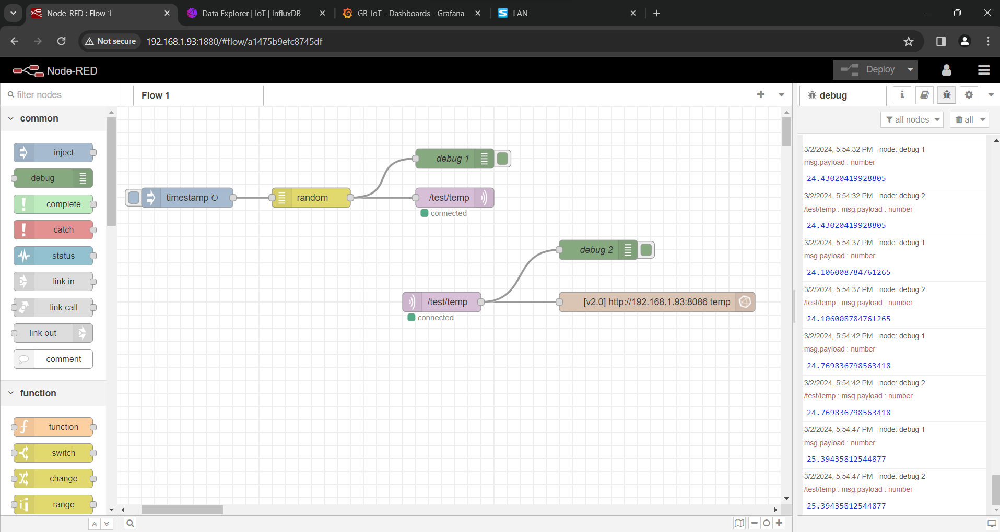 Node-RED : Flow 1
Data Explorer | IoT | InfluxDB
GB_IoT - Dashboards - Grafana
LAN
Not secure
192.168.1.93:1880/#flow/a1475b9efc8745df
Node-RED
Deploy
filter nodes
Flow 1
debug
i
all nodes
all
common
inject
debug
complete
catch
status
link in
link call
link out
comment
function
function
switch
change
range
timestamp ↻
random
debug 1
/test/temp
connected
debug 2
/test/temp
connected
[v2.0] http://192.168.1.93:8086 temp
3/2/2024, 5:54:32 PM node: debug 1
msg.payload : number
24.43020419928805
3/2/2024, 5:54:32 PM node: debug 2
/test/temp : msg.payload : number
24.43020419928805
3/2/2024, 5:54:37 PM node: debug 1
msg.payload : number
24.106008784761265
3/2/2024, 5:54:37 PM node: debug 2
/test/temp : msg.payload : number
24.106008784761265
3/2/2024, 5:54:42 PM node: debug 1
msg.payload : number
24.769836798563418
3/2/2024, 5:54:42 PM node: debug 2
/test/temp : msg.payload : number
24.769836798563418
3/2/2024, 5:54:47 PM node: debug 1
msg.payload : number
25.39435812544877
3/2/2024, 5:54:47 PM node: debug 2
/test/temp : msg.payload : number
25.39435812544877